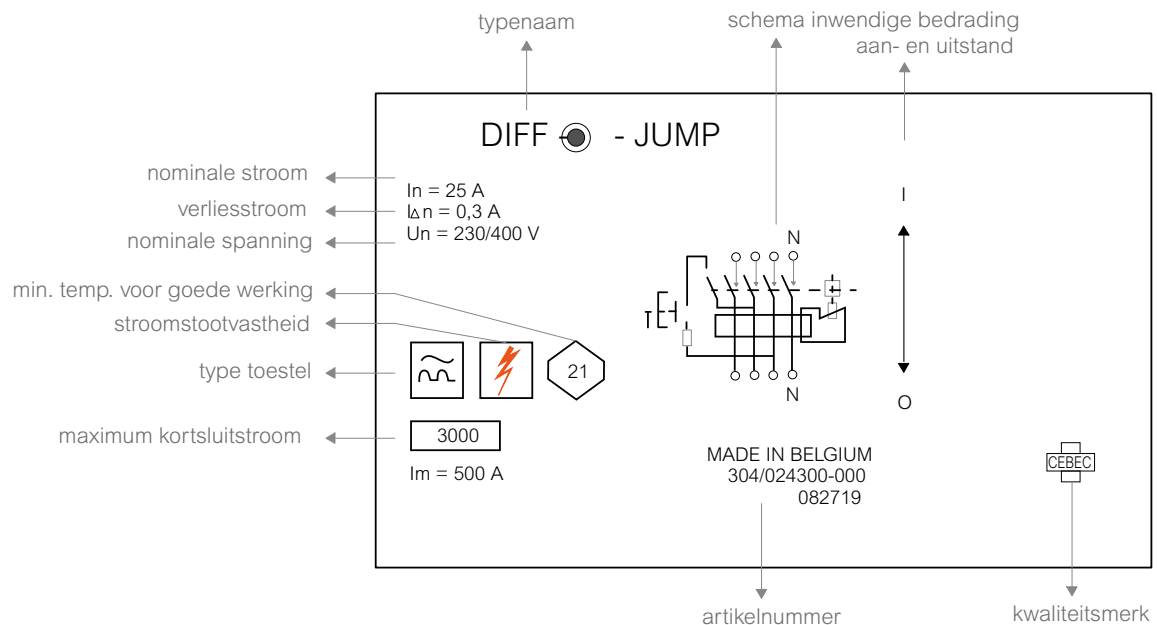 typenaam
schema inwendige bedrading
aan- en uitstand
DIFF - JUMP
nominale stroom
verliesstroom
nominale spanning
In = 25 A
I∆n = 0,3 A
Un = 230/400 V
I
N
min. temp. voor goede werking
stroomstootvastheid
type toestel
21
N
O
maximum kortsluitstroom
3000
Im = 500 A
MADE IN BELGIUM
304/024300-000
082719
CEBEC
artikelnummer
kwaliteitsmerk